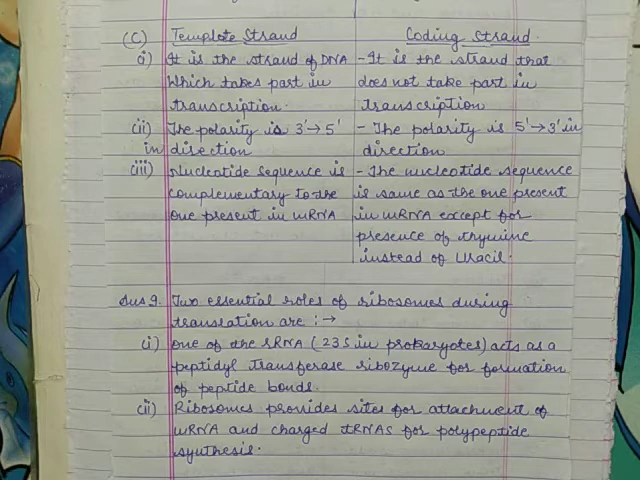 (C) Template Strand Coding Strand
(i) It is the strand of DNA - It is the strand that
which takes part in does not take part in
transcription. transcription
(ii) The polarity is 3'→5' - The polarity is 5'→3' in
in direction direction
(iii) Nucleotide sequence is - The nucleotide sequence
complementary to the is same as the one present
one present in mRNA in mRNA except for
presence of thymine
instead of Uracil.
Ans 9. Two essential roles of ribosomes during
translation are :→
(i) One of the rRNA (23S in prokaryotes) acts as a
peptidyl transferase ribozyme for formation
of peptide bonds.
(ii) Ribosomes provides sites for attachment of
mRNA and charged tRNAs for polypeptide
synthesis.